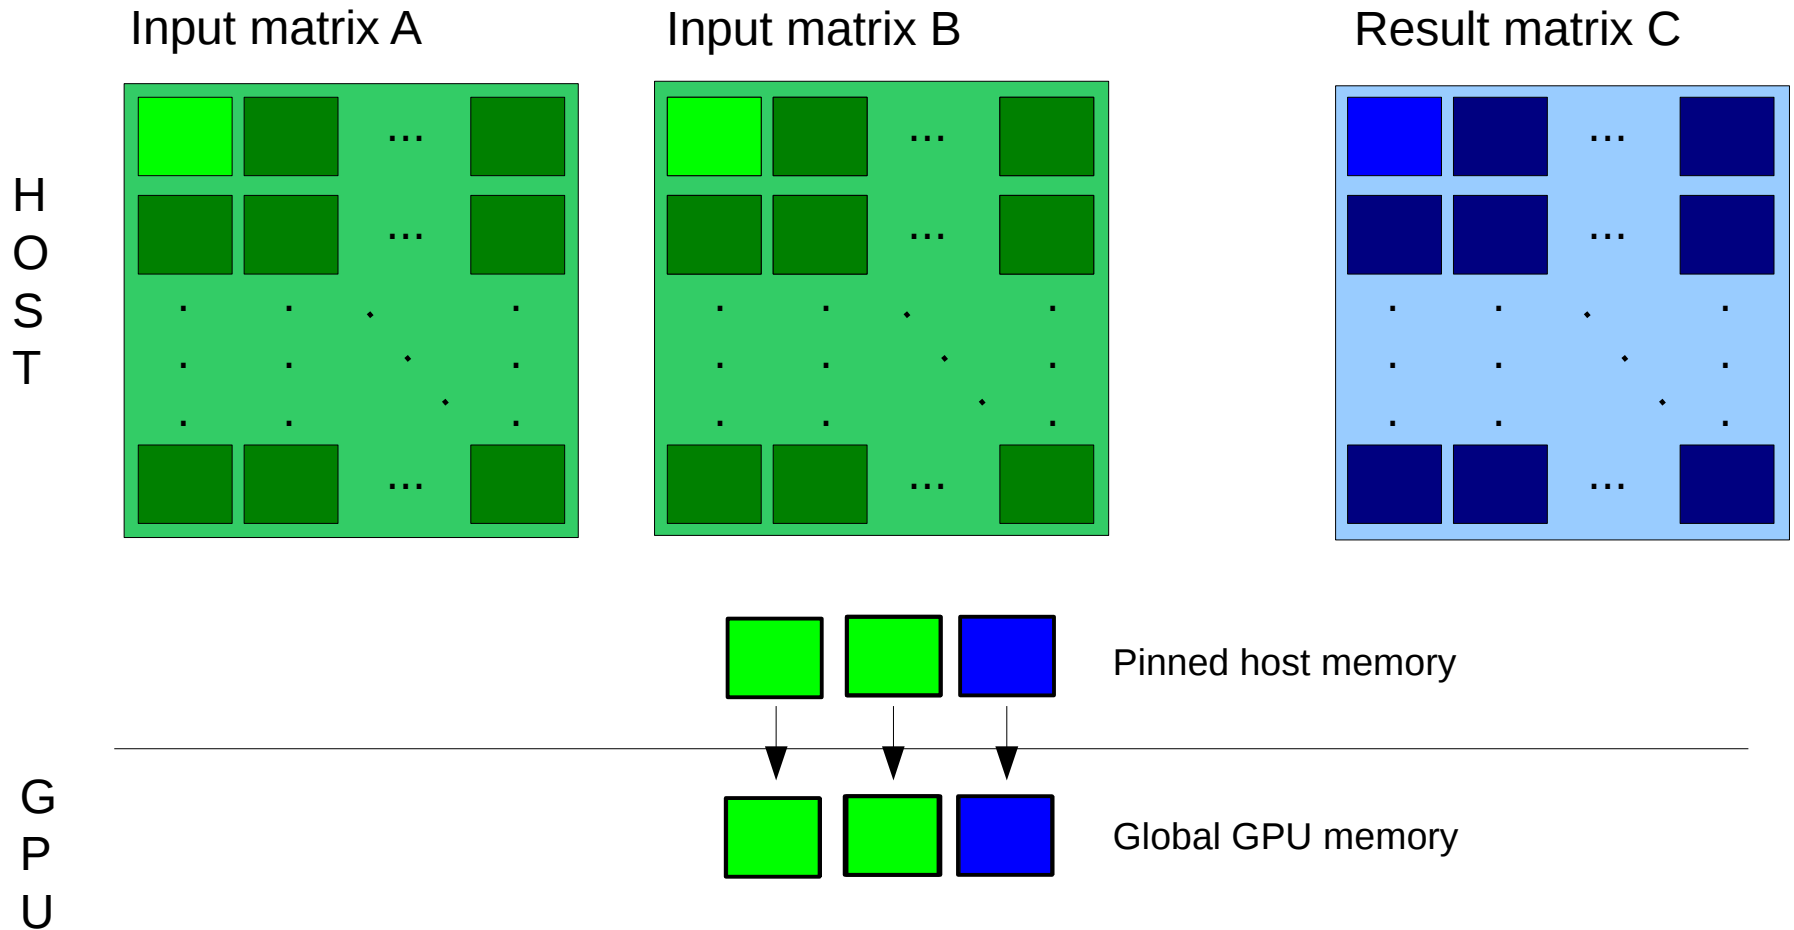 Input matrix A
Input matrix B
Result matrix C
...
...
...
...
...
...
...
...
...
H
O
S
T
Pinned host memory
G
P
U
Global GPU memory